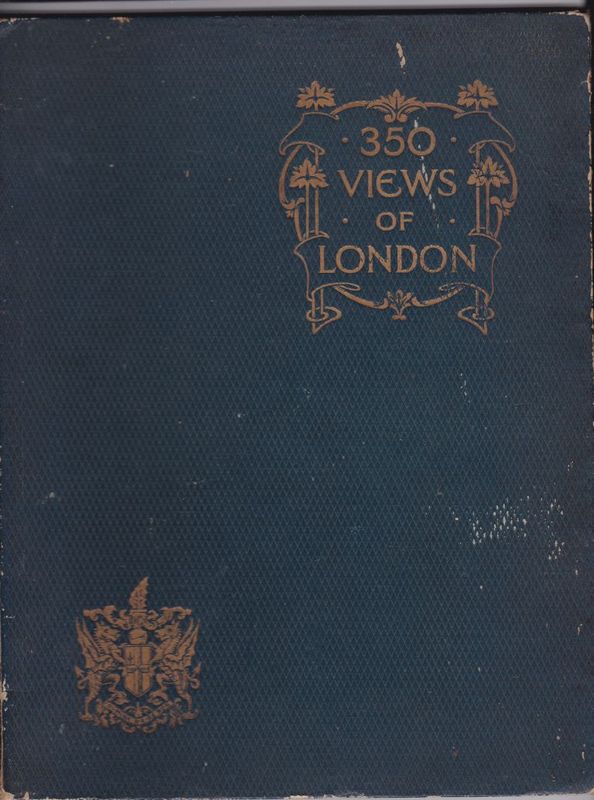 · 350 ·
VIEWS
· OF ·
LONDON